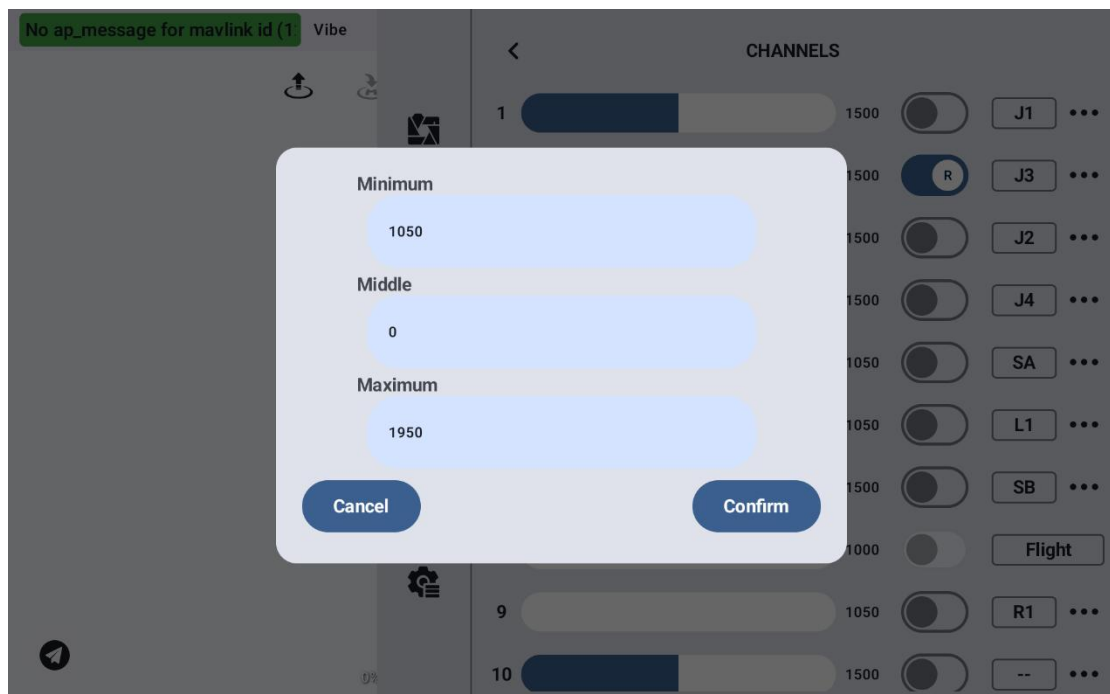 No ap_message for mavlink id (1
Vibe
CHANNELS
1
1500
J1
Minimum
1050
Middle
0
Maximum
1950
Cancel
Confirm
1500
R
J3
1500
J2
1500
J4
1050
SA
1050
L1
1500
SB
1000
Flight
9
1050
R1
0%
10
1500
--